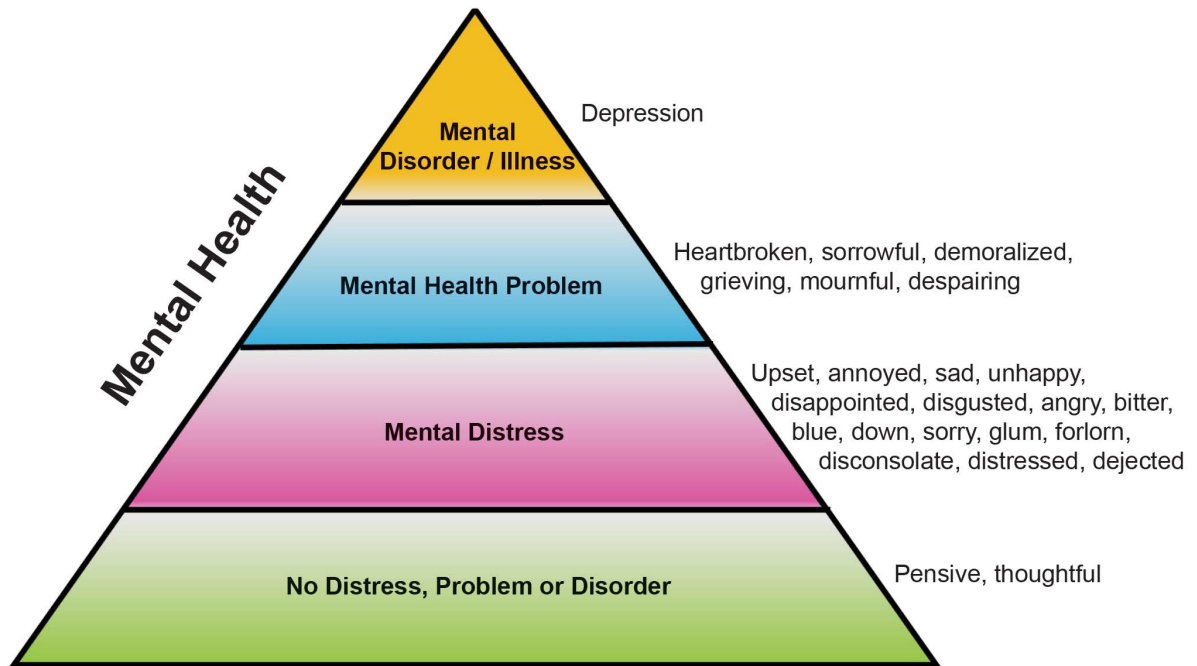 Mental Health
Mental
Disorder / Illness
Depression
Mental Health Problem
Heartbroken, sorrowful, demoralized,
grieving, mournful, despairing
Mental Distress
Upset, annoyed, sad, unhappy,
disappointed, disgusted, angry, bitter,
blue, down, sorry, glum, forlorn,
disconsolate, distressed, dejected
No Distress, Problem or Disorder
Pensive, thoughtful